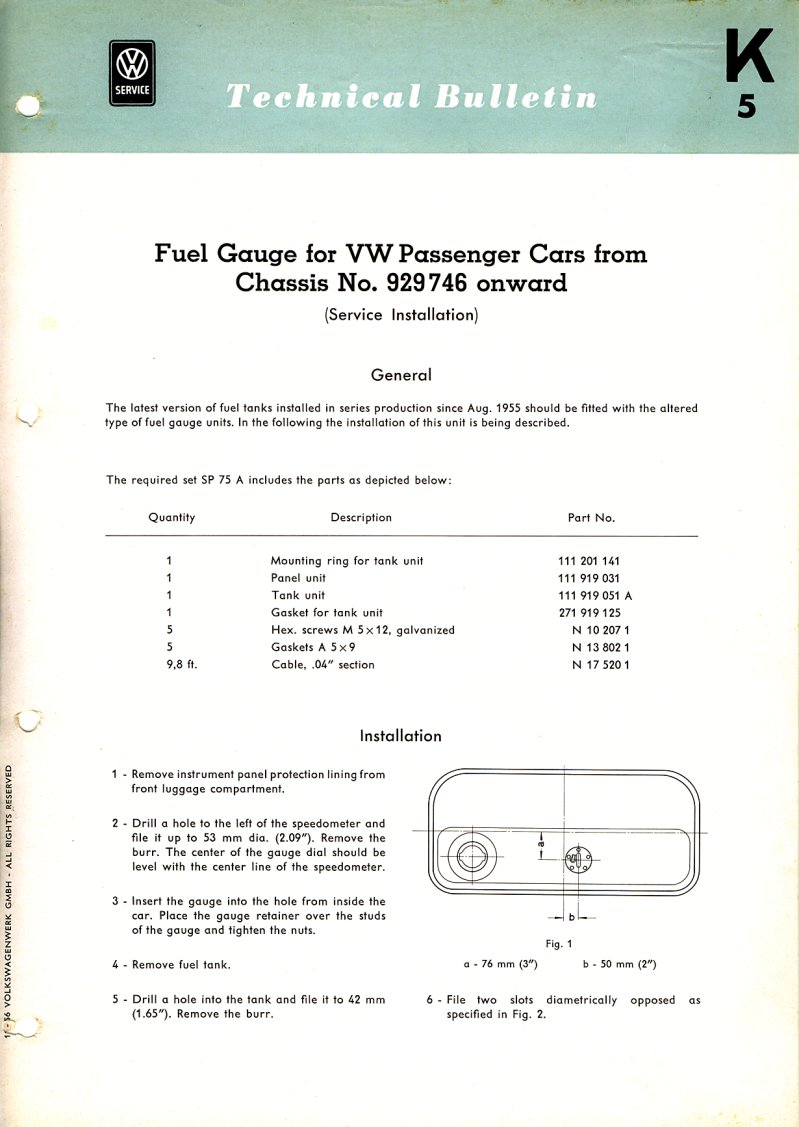 VW
SERVICE
Technical Bulletin
K
5
Fuel Gauge for VW Passenger Cars from
Chassis No. 929 746 onward
(Service Installation)
General
The latest version of fuel tanks installed in series production since Aug. 1955 should be fitted with the altered
type of fuel gauge units. In the following the installation of this unit is being described.
The required set SP 75 A includes the parts as depicted below:
Quantity Description Part No.
1 Mounting ring for tank unit 111 201 141
1 Panel unit 111 919 031
1 Tank unit 111 919 051 A
1 Gasket for tank unit 271 919 125
5 Hex. screws M 5 x 12, galvanized N 10 207 1
5 Gaskets A 5 x 9 N 13 802 1
9,8 ft. Cable, .04" section N 17 520 1
Installation
1 - Remove instrument panel protection lining from
front luggage compartment.
2 - Drill a hole to the left of the speedometer and
file it up to 53 mm dia. (2.09"). Remove the
burr. The center of the gauge dial should be
level with the center line of the speedometer.
3 - Insert the gauge into the hole from inside the
car. Place the gauge retainer over the studs
of the gauge and tighten the nuts.
4 - Remove fuel tank.
5 - Drill a hole into the tank and file it to 42 mm
(1.65"). Remove the burr.
a
b
Fig. 1
a - 76 mm (3") b - 50 mm (2")
6 - File two slots diametrically opposed as
specified in Fig. 2.
56 VOLKSWAGENWERK GMBH - ALL RIGHTS RESERVED